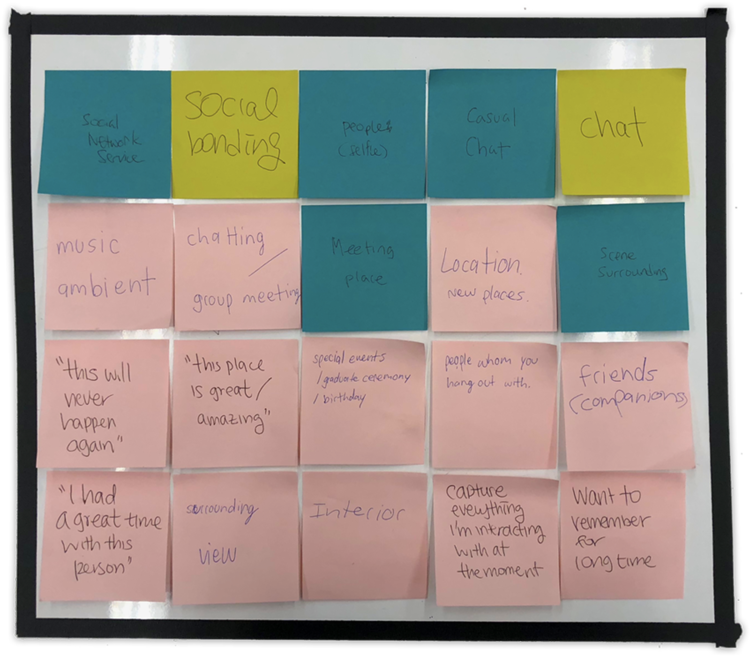 Social
Network
Service
social
bonding
people
(selfie)
Casual
Chat
chat
music
ambient
chatting
/
group meeting
Meeting
place
Location.
New places.
Scene
Surrounding
"this will
never
happen
again"
"this place
is great/
amazing"
special events
/graduate ceremony
/ birthday
people whom you
hang out with.
friends
(companions)
"I had
a great time
with this
person"
surrounding
view
Interior
capture
everything
I'm intracting
with at
the moment
Want to
remember
for
long time